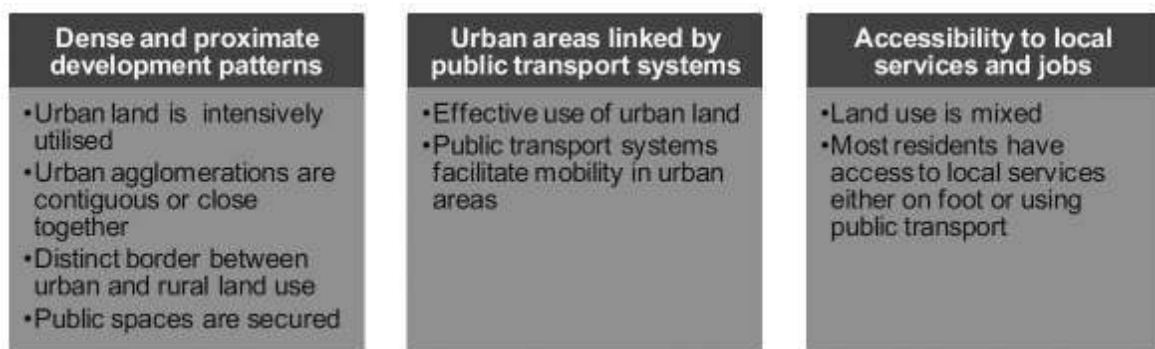 Dense and proximate
development patterns
•Urban land is intensively
utilised
•Urban agglomerations are
contiguous or close
together
•Distinct border between
urban and rural land use
•Public spaces are secured
Urban areas linked by
public transport systems
•Effective use of urban land
•Public transport systems
facilitate mobility in urban
areas
Accessibility to local
services and jobs
•Land use is mixed
•Most residents have
access to local services
either on foot or using
public transport